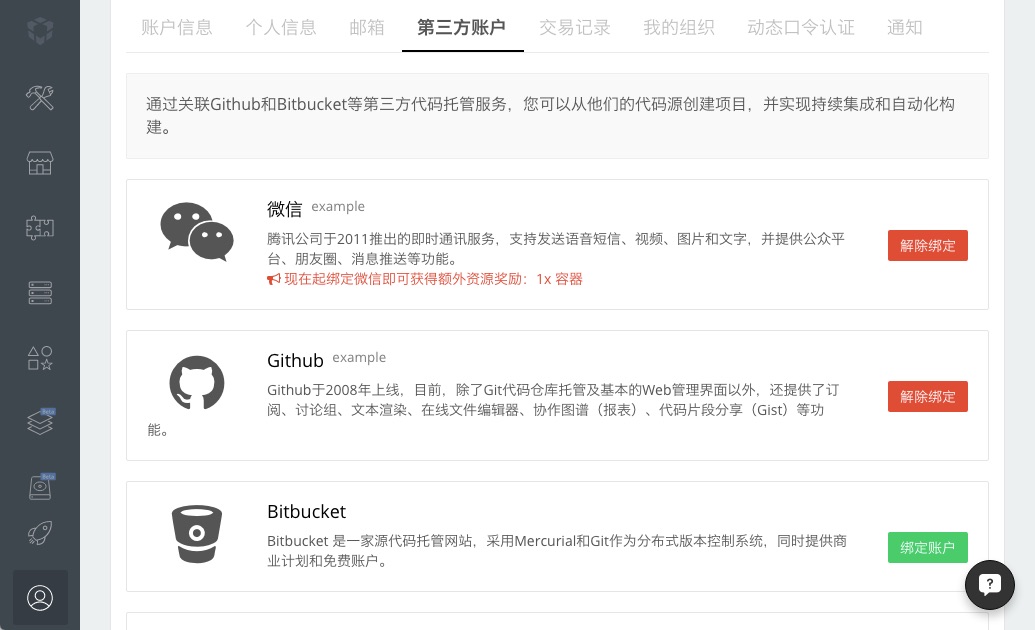 账户信息 个人信息 邮箱 第三方账户 交易记录 我的组织 动态口令认证 通知
通过关联Github和Bitbucket等第三方代码托管服务，您可以从他们的代码源创建项目，并实现持续集成和自动化构
建。
微信 example
腾讯公司于2011推出的即时通讯服务，支持发送语音短信、视频、图片和文字，并提供公众平
台、朋友圈、消息推送等功能。
现在起绑定微信即可获得额外资源奖励：1x 容器
解除绑定
Github example
Github于2008年上线，目前，除了Git代码仓库托管及基本的Web管理界面以外，还提供了订
阅、讨论组、文本渲染、在线文件编辑器、协作图谱（报表）、代码片段分享（Gist）等功
能。
解除绑定
Bitbucket
Bitbucket 是一家源代码托管网站，采用Mercurial和Git作为分布式版本控制系统，同时提供商
业计划和免费账户。
绑定账户
Beta
Beta